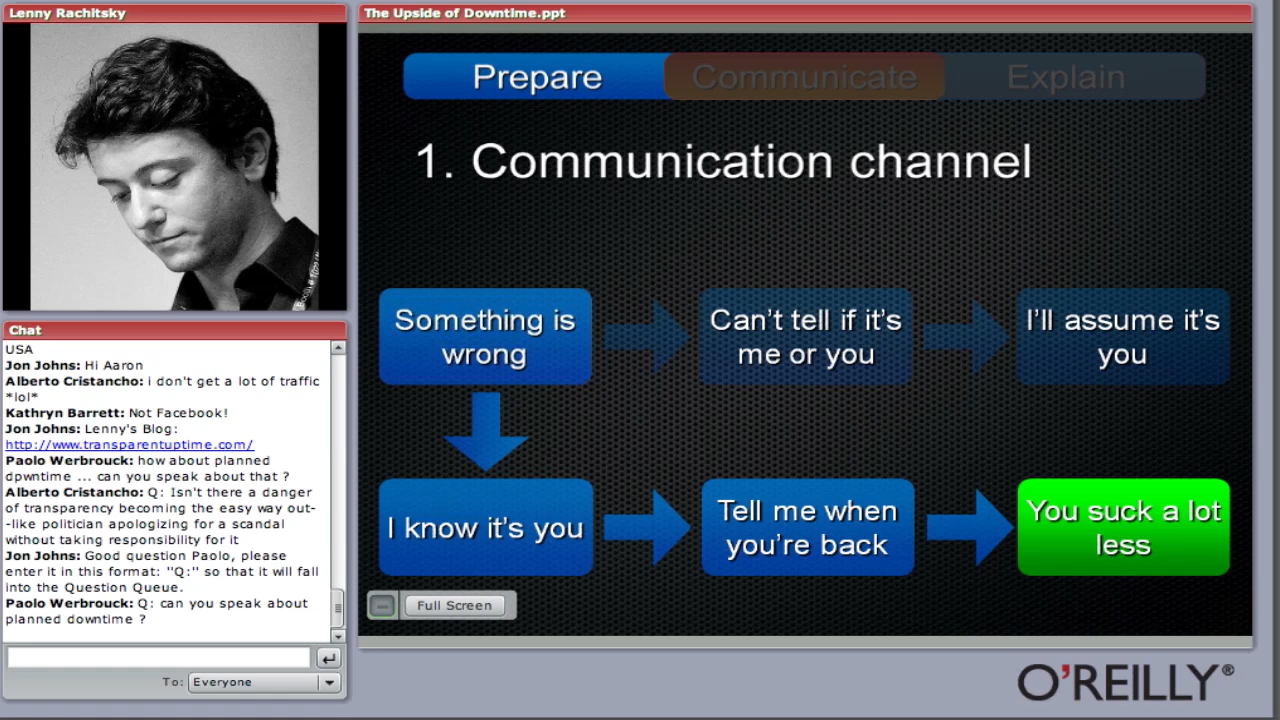 Lenny Rachitsky
Chat
USA
Jon Johns: Hi Aaron
Alberto Cristancho: i don't get a lot of traffic
*lol*
Kathryn Barrett: Not Facebook!
Jon Johns: Lenny's Blog:
http://www.transparentuptime.com/
Paolo Werbrouck: how about planned
dpwntime ... can you speak about that ?
Alberto Cristancho: Q: Isn't there a danger
of transparency becoming the easy way out-
-like politician apologizing for a scandal
without taking responsibility for it
Jon Johns: Good question Paolo, please
enter it in this format: "Q:" so that it will fall
into the Question Queue.
Paolo Werbrouck: Q: can you speak about
planned downtime ?
To: Everyone
The Upside of Downtime.ppt
Prepare Communicate Explain
1. Communication channel
Something is
wrong
Can't tell if it's
me or you
I'll assume it's
you
I know it's you
Tell me when
you're back
You suck a lot
less
Full Screen
O'REILLY®